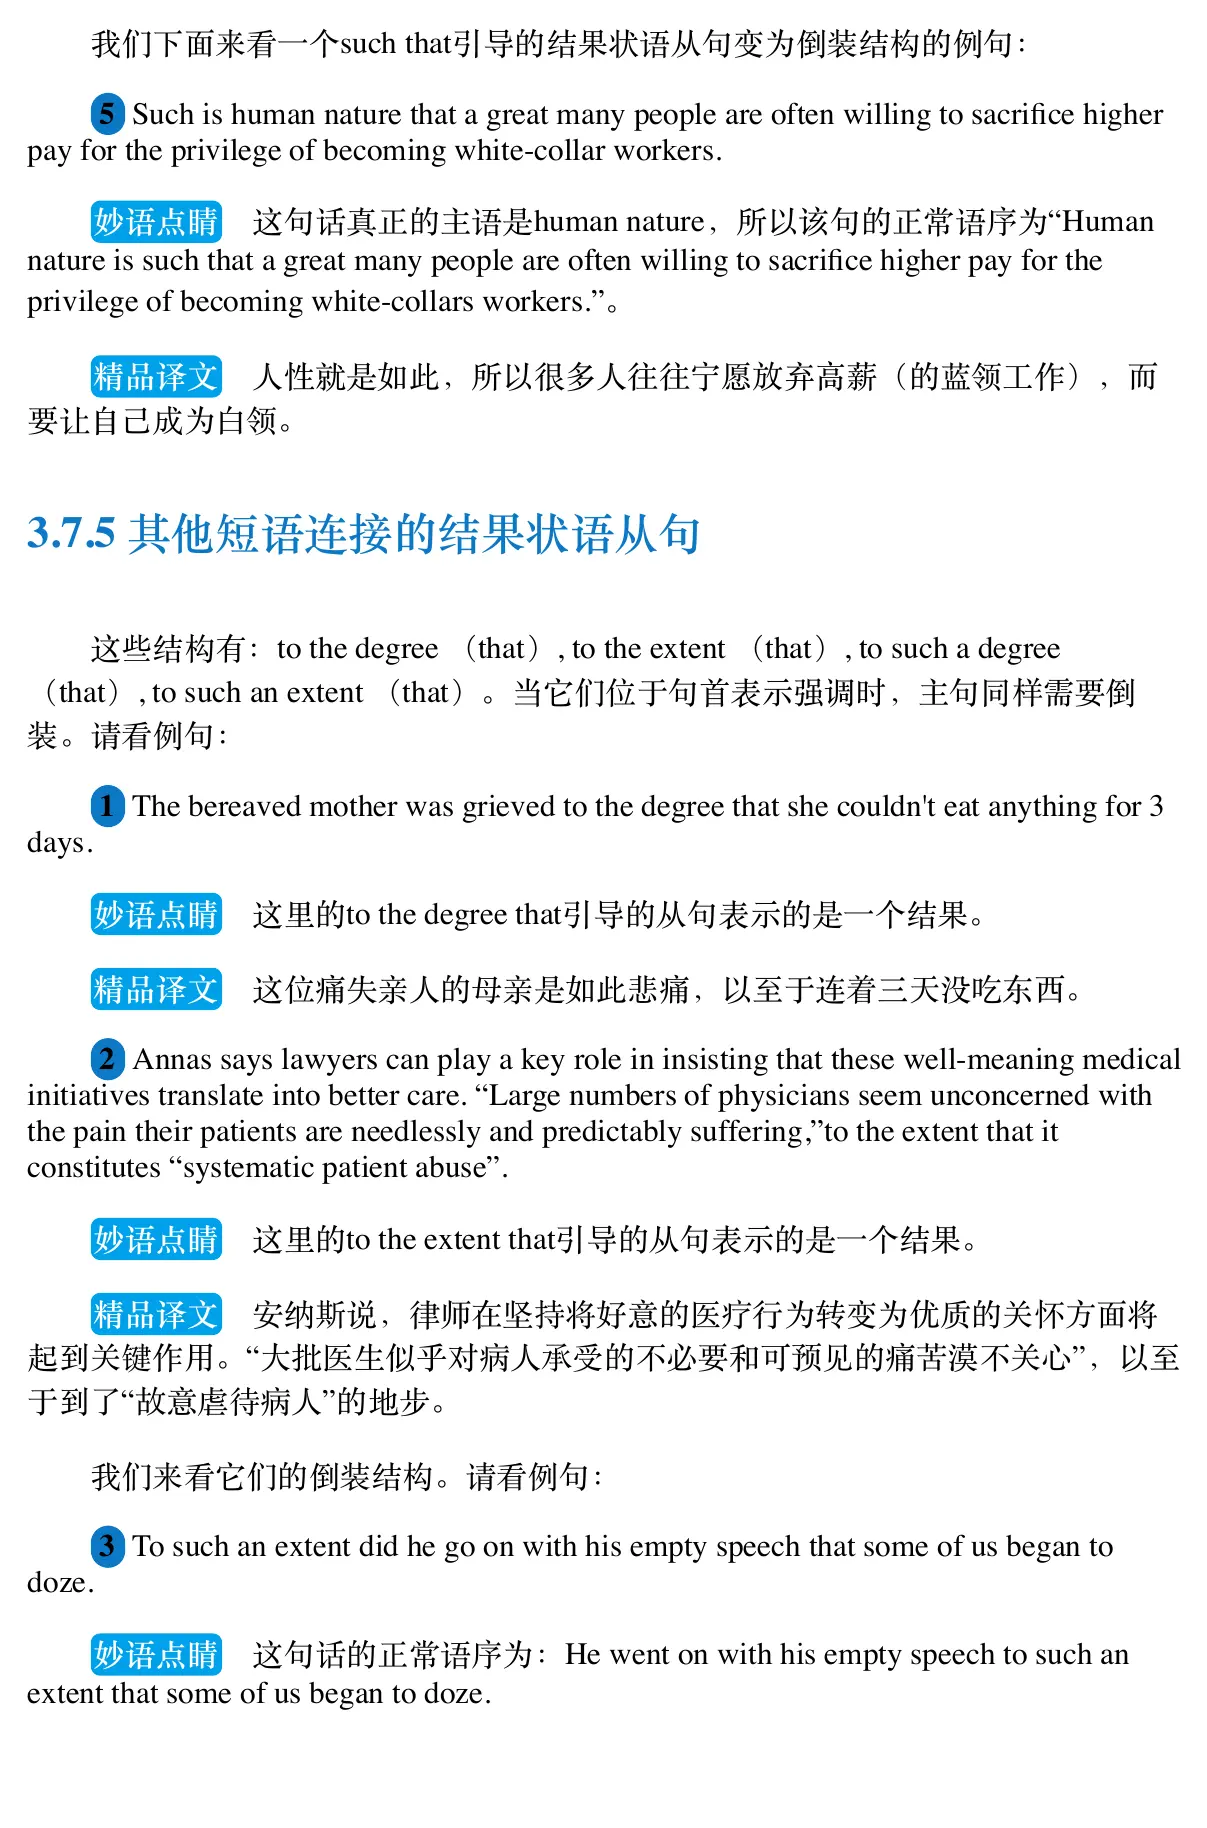 我们下面来看一个such that引导的结果状语从句变为倒装结构的例句：
5 Such is human nature that a great many people are often willing to sacrifice higher
pay for the privilege of becoming white-collar workers.
妙语点睛 这句话真正的主语是human nature，所以该句的正常语序为“Human
nature is such that a great many people are often willing to sacrifice higher pay for the
privilege of becoming white-collars workers.”。
精品译文 人性就是如此，所以很多人往往宁愿放弃高薪（的蓝领工作），而
要让自己成为白领。
3.7.5 其他短语连接的结果状语从句
这些结构有：to the degree （that）, to the extent （that）, to such a degree
（that）, to such an extent （that）。当它们位于句首表示强调时，主句同样需要倒
装。请看例句：
1 The bereaved mother was grieved to the degree that she couldn't eat anything for 3
days.
妙语点睛 这里的to the degree that引导的从句表示的是一个结果。
精品译文 这位痛失亲人的母亲是如此悲痛，以至于连着三天没吃东西。
2 Annas says lawyers can play a key role in insisting that these well-meaning medical
initiatives translate into better care. “Large numbers of physicians seem unconcerned with
the pain their patients are needlessly and predictably suffering,”to the extent that it
constitutes “systematic patient abuse”.
妙语点睛 这里的to the extent that引导的从句表示的是一个结果。
精品译文 安纳斯说，律师在坚持将好意的医疗行为转变为优质的关怀方面将
起到关键作用。“大批医生似乎对病人承受的不必要和可预见的痛苦漠不关心”，以至
于到了“故意虐待病人”的地步。
我们来看它们的倒装结构。请看例句：
3 To such an extent did he go on with his empty speech that some of us began to
doze.
妙语点睛 这句话的正常语序为：He went on with his empty speech to such an
extent that some of us began to doze.